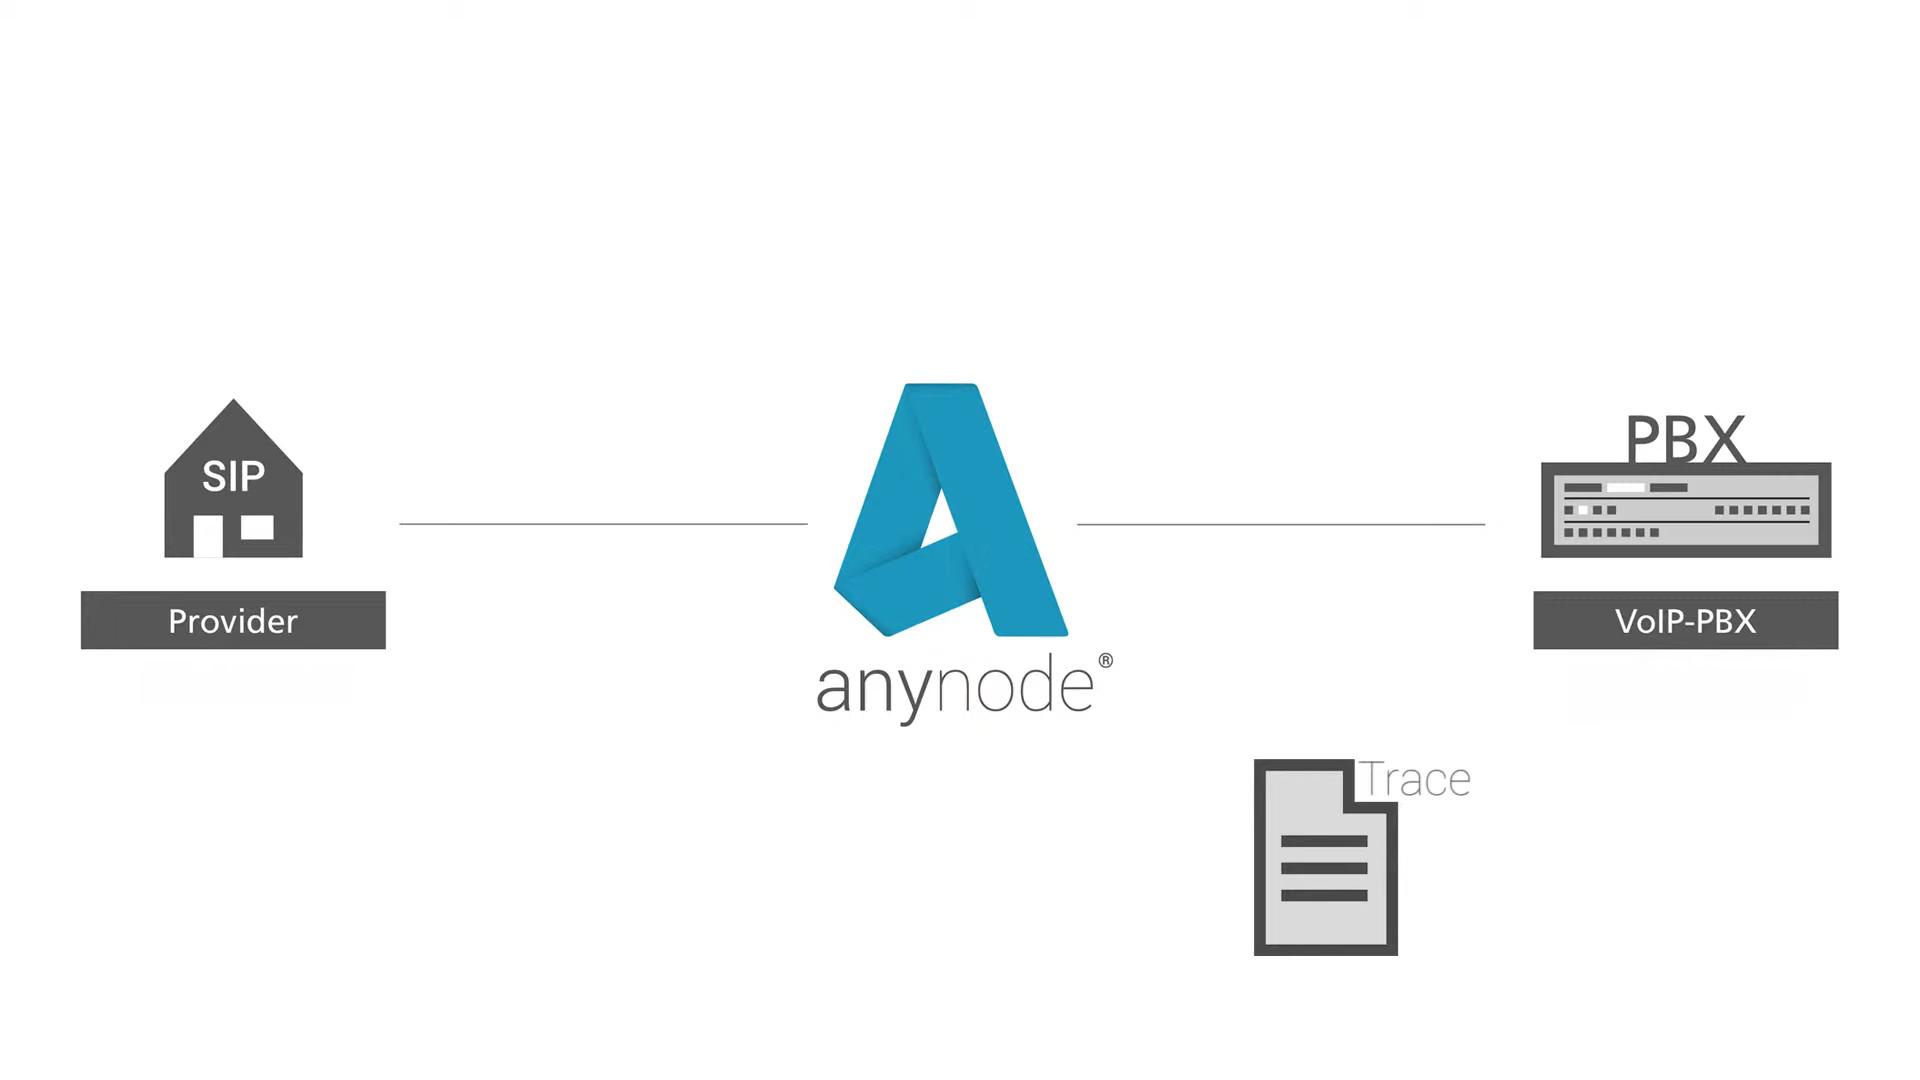 SIP
Provider
anynode®
PBX
VoIP-PBX
Trace